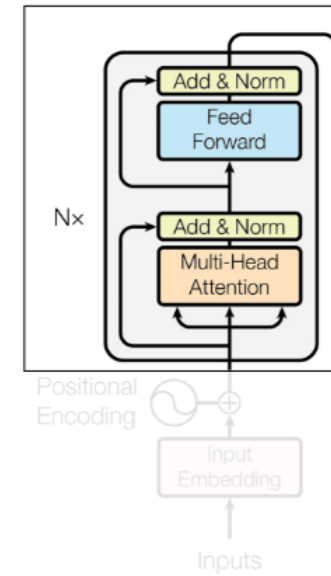 Add & Norm
Feed
Forward
Nx
Add & Norm
Multi-Head
Attention
Positional
Encoding
Input
Embedding
Inputs